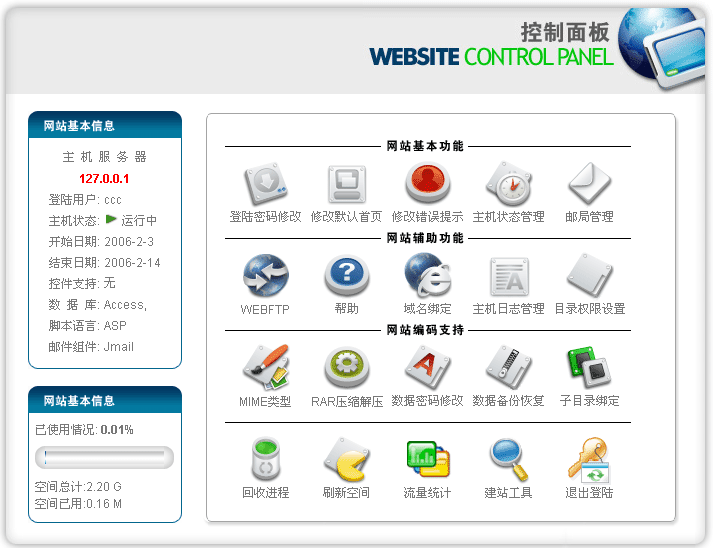 控制面板
WEBSITE CONTROL PANEL
网站基本信息
主 机 服 务 器
127.0.0.1
登陆用户: ccc
主机状态: 运行中
开始日期: 2006-2-3
结束日期: 2006-2-14
控件支持: 无
数 据 库: Access,
脚本语言: ASP
邮件组件: Jmail
网站基本信息
已使用情况: 0.01%
空间总计:2.20 G
空间已用:0.16 M
网站基本功能
登陆密码修改 修改默认首页 修改错误提示 主机状态管理 邮局管理
网站辅助功能
WEBFTP 帮助 域名绑定 主机日志管理 目录权限设置
网站编码支持
MIME类型 RAR压缩解压 数据密码修改 数据备份恢复 子目录绑定
回收进程 刷新空间 流量统计 建站工具 退出登陆